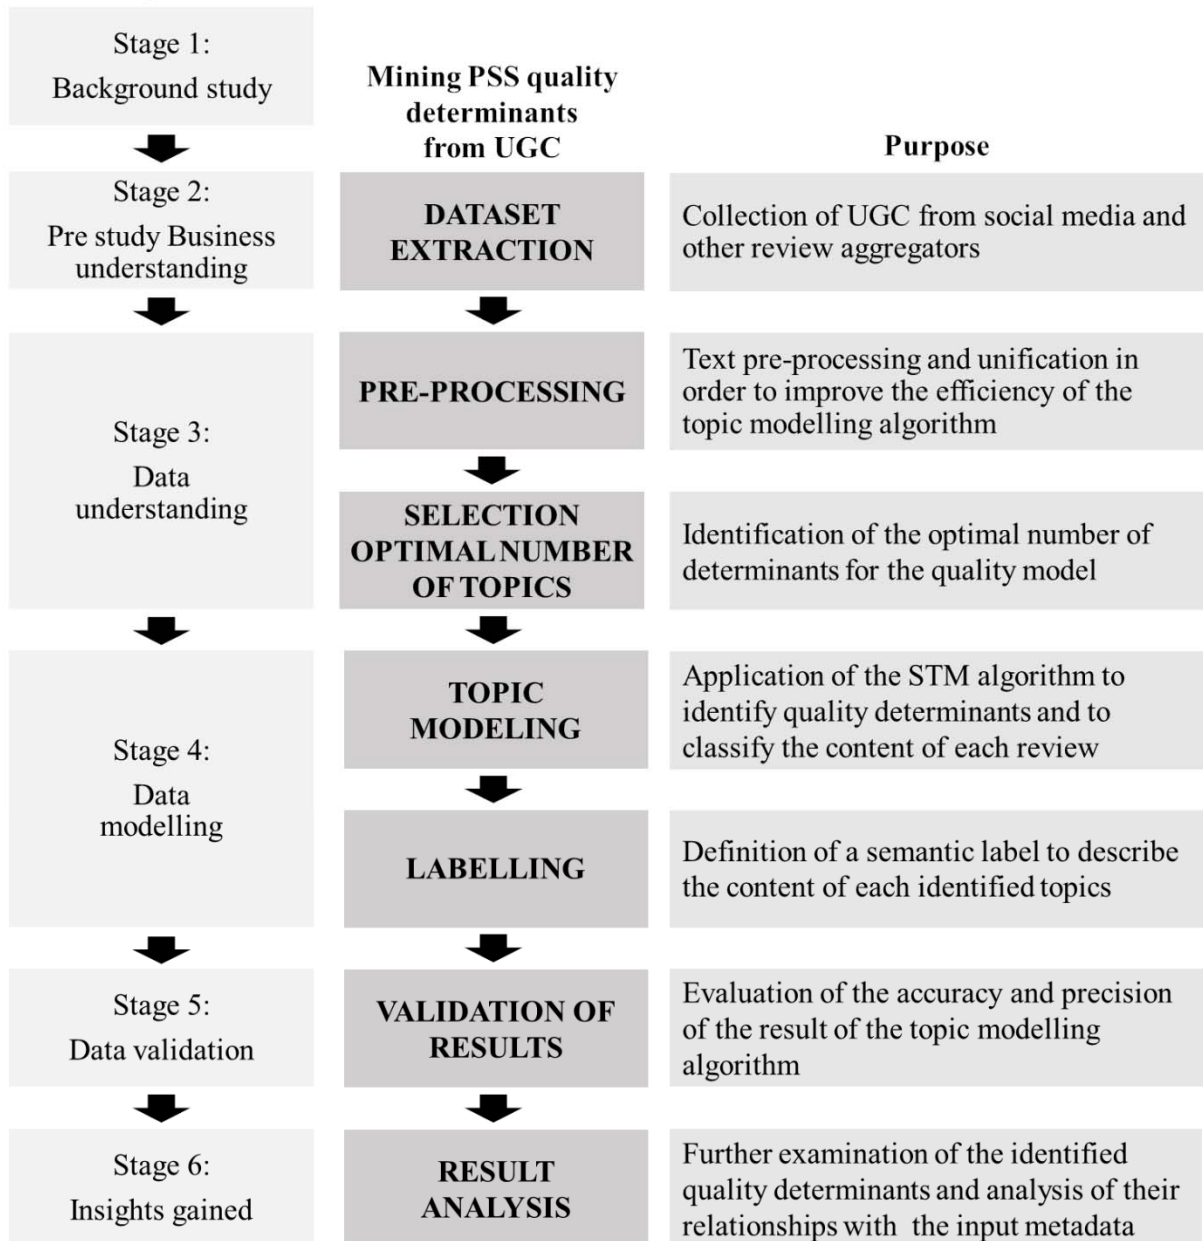 Stage 1:
Background study
Mining PSS quality
determinants
from UGC
Purpose
Stage 2:
Pre study Business
understanding
DATASET
EXTRACTION
Collection of UGC from social media and
other review aggregators
Stage 3:
Data
understanding
PRE-PROCESSING
Text pre-processing and unification in
order to improve the efficiency of the
topic modelling algorithm
SELECTION
OPTIMAL NUMBER
OF TOPICS
Identification of the optimal number of
determinants for the quality model
Stage 4:
Data
modelling
TOPIC
MODELING
Application of the STM algorithm to
identify quality determinants and to
classify the content of each review
LABELLING
Definition of a semantic label to describe
the content of each identified topics
Stage 5:
Data validation
VALIDATION OF
RESULTS
Evaluation of the accuracy and precision
of the result of the topic modelling
algorithm
Stage 6:
Insights gained
RESULT
ANALYSIS
Further examination of the identified
quality determinants and analysis of their
relationships with the input metadata